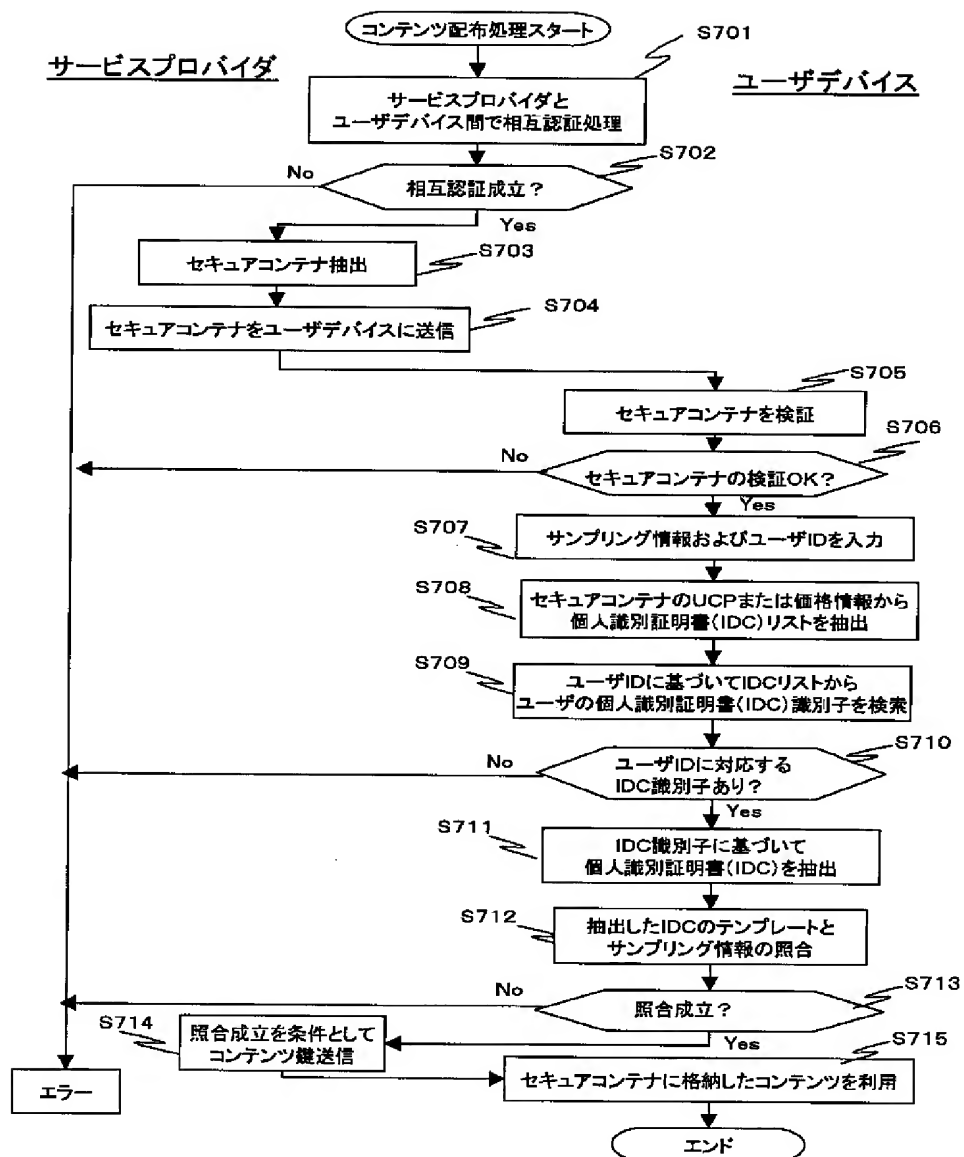 コンテンツ配布処理スタート
S701
サービスプロバイダ
ユーザデバイス
サービスプロバイダと
ユーザデバイス間で相互認証処理
S702
No
相互認証成立？
Yes
S703
セキュアコンテナ抽出
S704
セキュアコンテナをユーザデバイスに送信
S705
セキュアコンテナを検証
S706
No
セキュアコンテナの検証OK？
Yes
S707
サンプリング情報およびユーザIDを入力
S708
セキュアコンテナのUCPまたは価格情報から
個人識別証明書(IDC)リストを抽出
S709
ユーザIDに基づいてIDCリストから
ユーザの個人識別証明書(IDC)識別子を検索
S710
No
ユーザIDに対応する
IDC識別子あり？
Yes
S711
IDC識別子に基づいて
個人識別証明書(IDC)を抽出
S712
抽出したIDCのテンプレートと
サンプリング情報の照合
S713
No
照合成立？
Yes
S714
照合成立を条件として
コンテンツ鍵送信
S715
セキュアコンテナに格納したコンテンツを利用
エラー
エンド